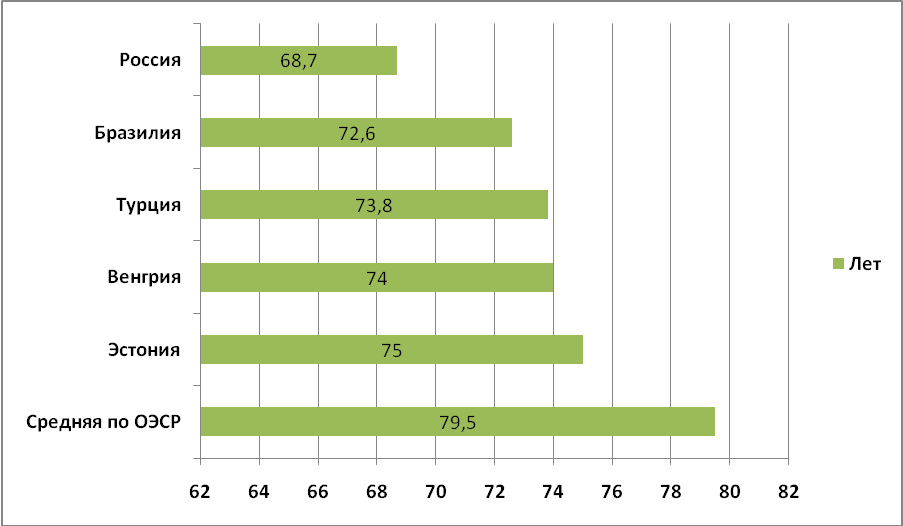 Россия 68,7
Бразилия 72,6
Турция 73,8
Венгрия 74
Лет
Эстония 75
Средняя по ОЭСР 79,5
62 64 66 68 70 72 74 76 78 80 82